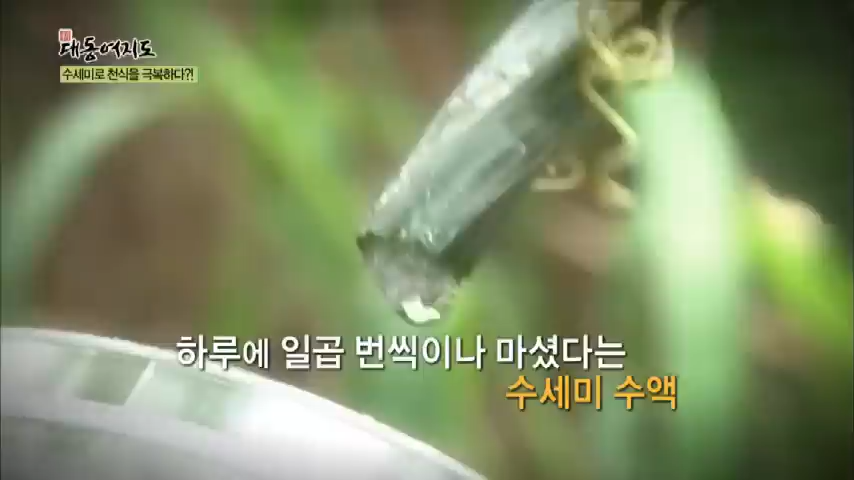 대동여지도
수세미로 천식을 극복하다?!
하루에 일곱 번씩이나 마셨다는
수세미 수액